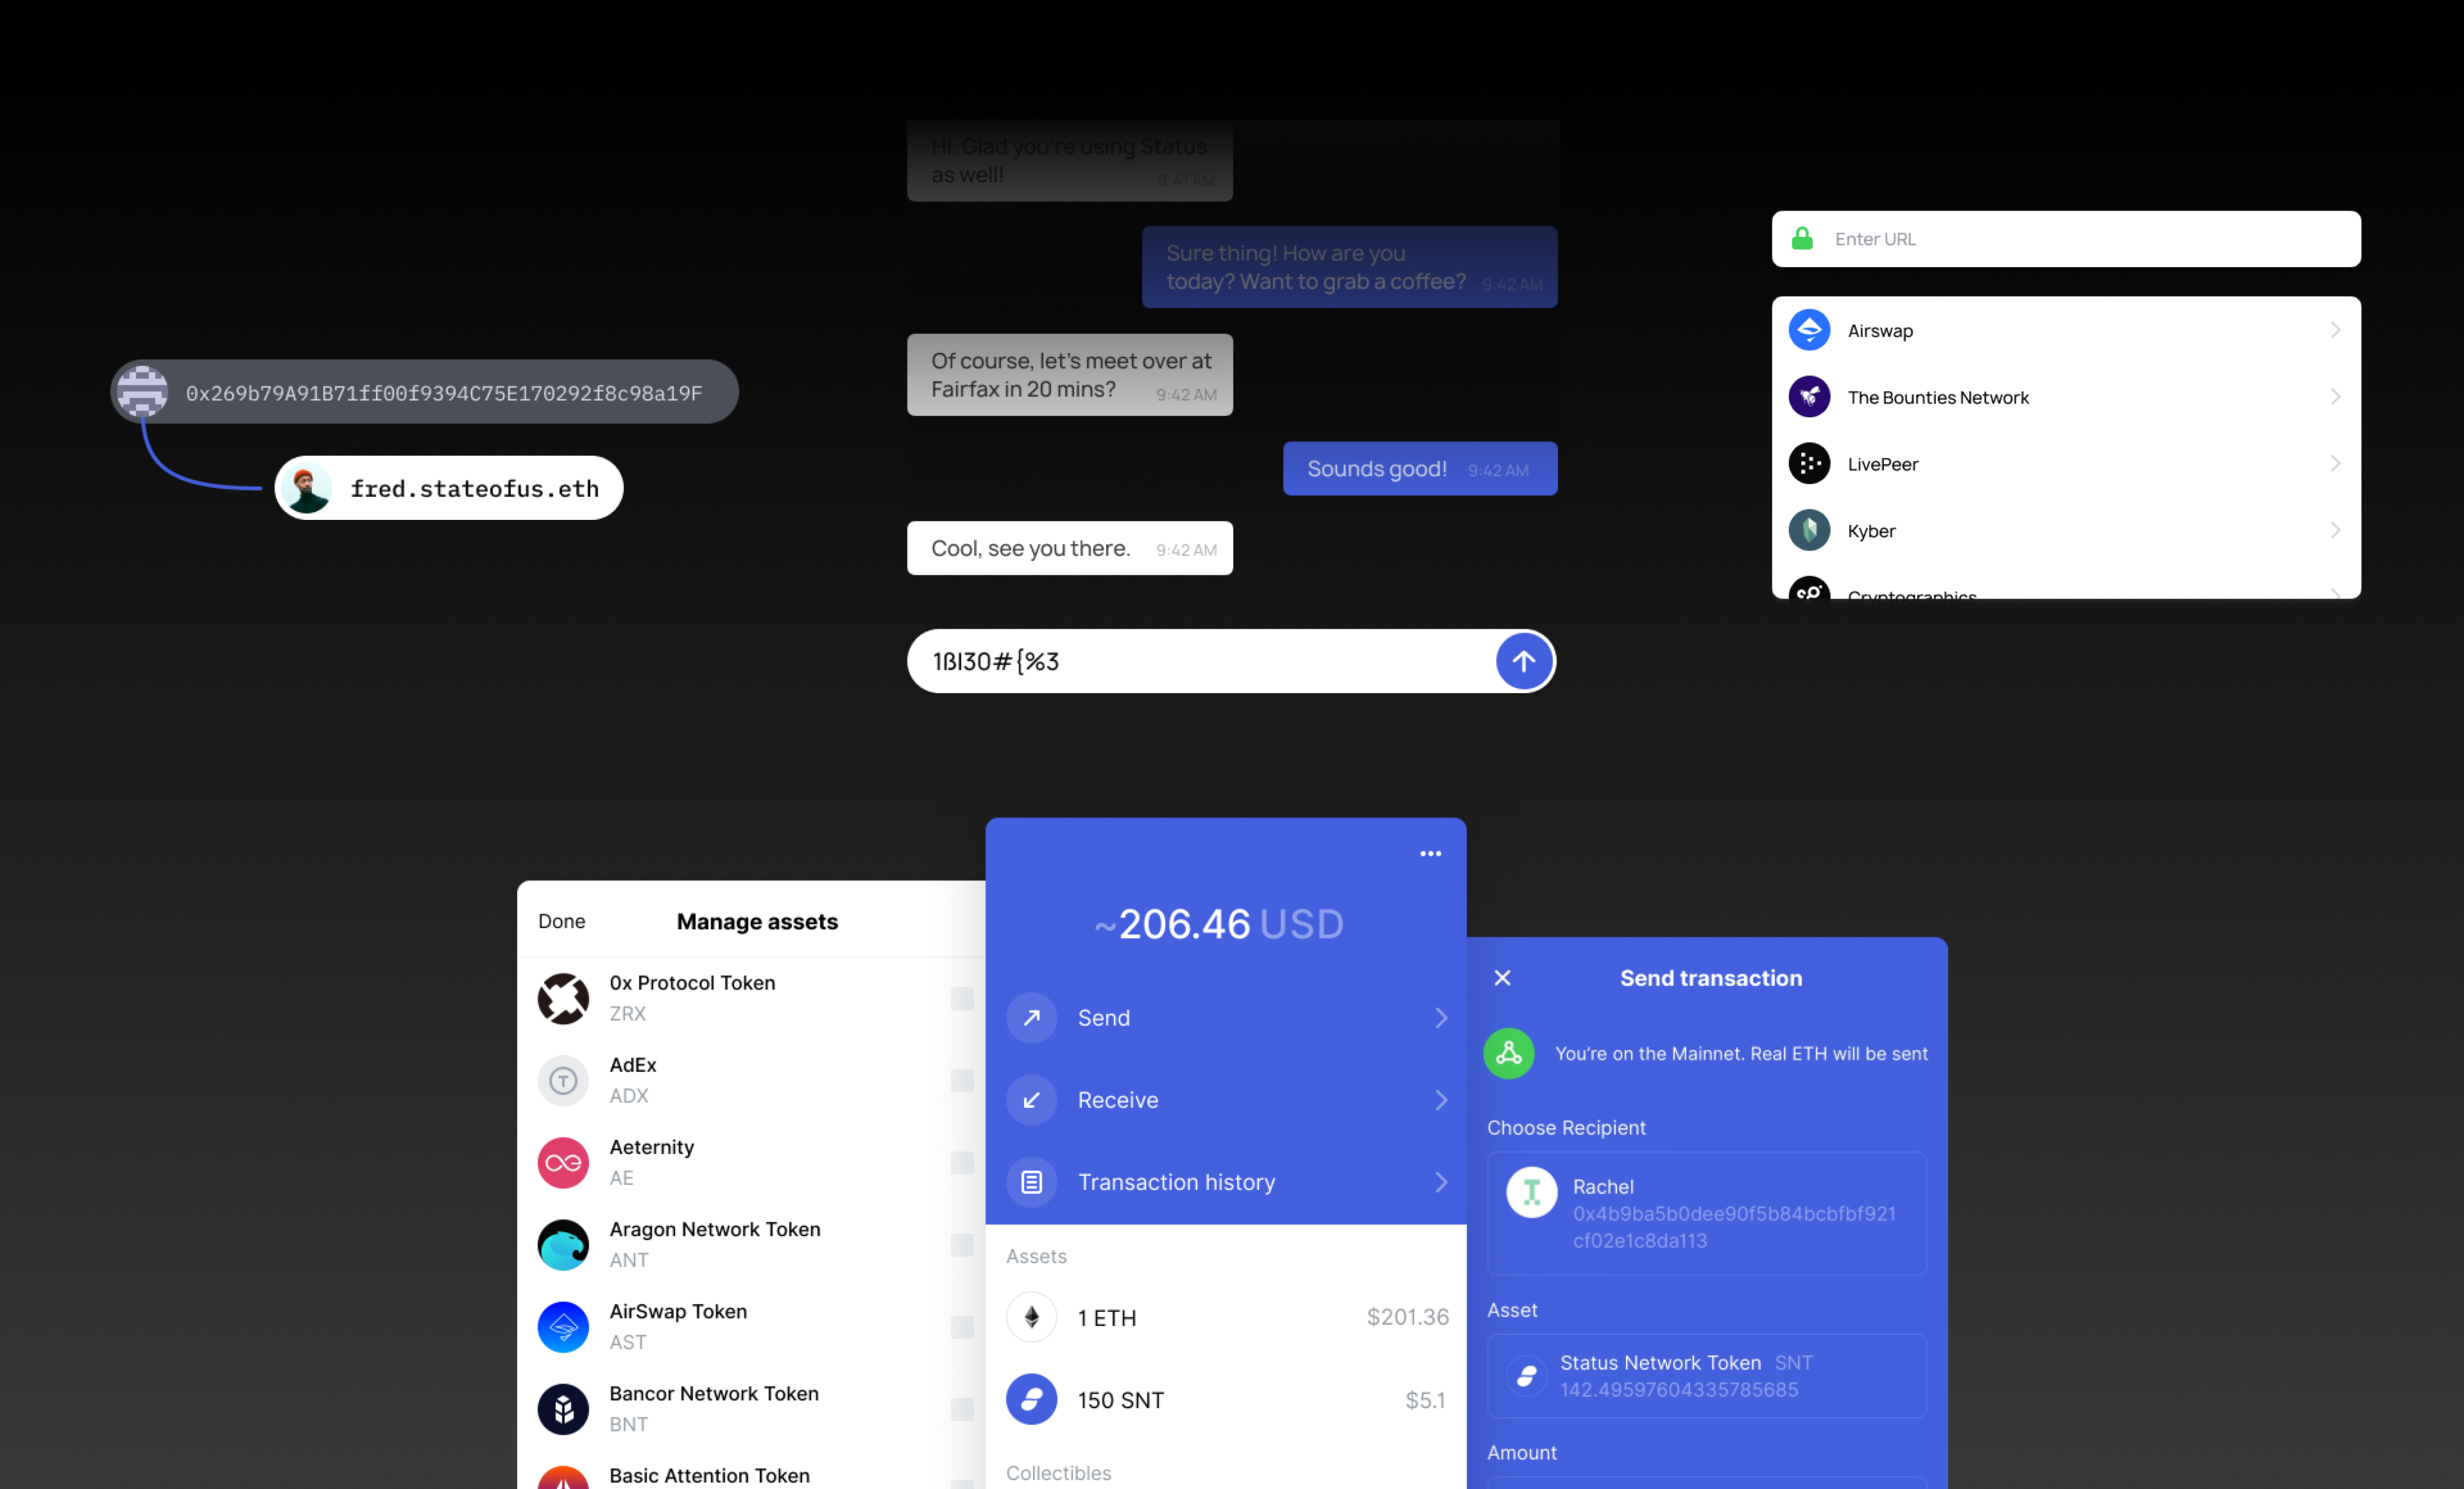 0x269b79A91B71ff00f9394C75E170292f8c98a19F
fred.stateofus.eth
Hi. Glad you're using Status
as well! 9:41 AM
Sure thing! How are you
today? Want to grab a coffee? 9:42 AM
Of course, let's meet over at
Fairfax in 20 mins? 9:42 AM
Sounds good! 9:42 AM
Cool, see you there. 9:42 AM
1ßI30#{%3
Enter URL
Airswap
The Bounties Network
LivePeer
Kyber
Cryptographics
Done Manage assets
0x Protocol Token
ZRX
AdEx
ADX
Aeternity
AE
Aragon Network Token
ANT
AirSwap Token
AST
Bancor Network Token
BNT
Basic Attention Token
~206.46 USD
Send
Receive
Transaction history
Assets
1 ETH $201.36
150 SNT $5.1
Collectibles
Send transaction
You're on the Mainnet. Real ETH will be sent
Choose Recipient
Rachel
0x4b9ba5b0dee90f5b84bcbfbf921
cf02e1c8da113
Asset
Status Network Token SNT
142.49597604335785685
Amount